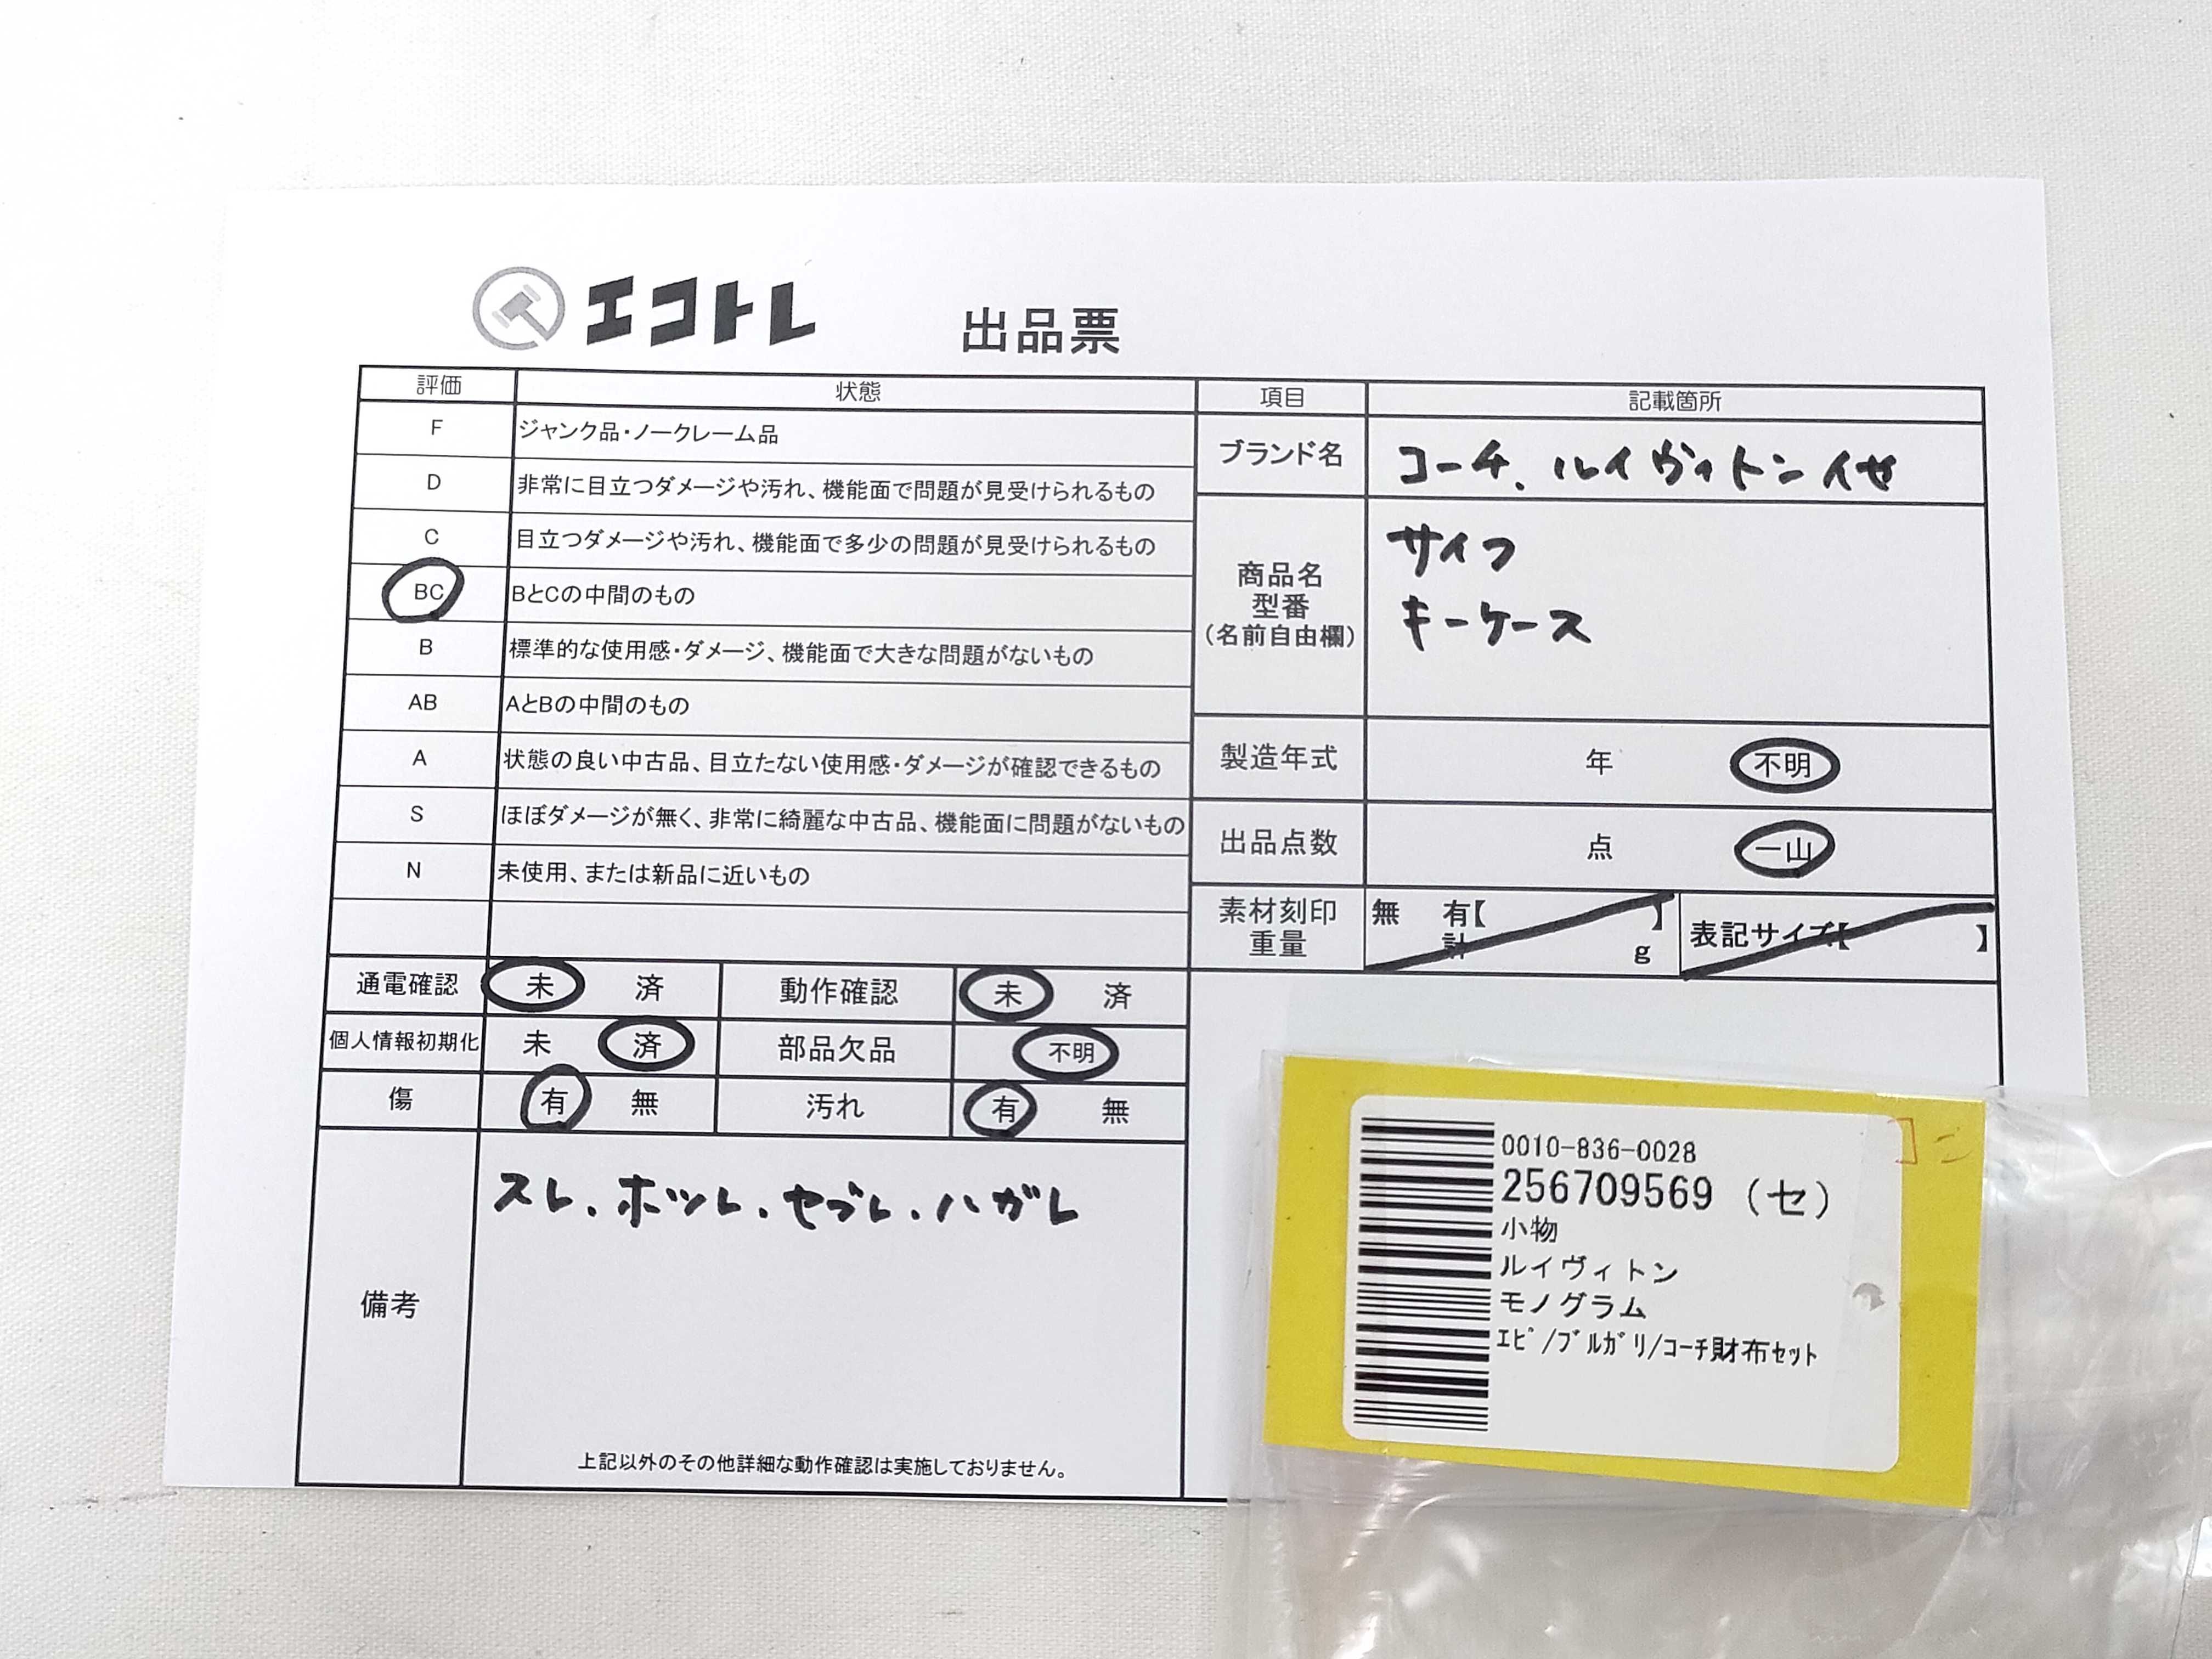 エコトレ 出品票
評価 状態
F ジャンク品・ノークレーム品
D 非常に目立つダメージや汚れ、機能面で問題が見受けられるもの
C 目立つダメージや汚れ、機能面で多少の問題が見受けられるもの
BC BとCの中間のもの
B 標準的な使用感・ダメージ、機能面で大きな問題がないもの
AB AとBの中間のもの
A 状態の良い中古品、目立たない使用感・ダメージが確認できるもの
S ほぼダメージが無く、非常に綺麗な中古品、機能面に問題がないもの
N 未使用、または新品に近いもの
通電確認 未 済 動作確認 未 済
個人情報初期化 未 済 部品欠品 不明
傷 有 無 汚れ 有 無
備考
スレ、ホツレ、ヤブレ、ハガレ
上記以外のその他詳細な動作確認は実施しておりません。
項目 記載箇所
ブランド名 コーチ、ルイヴィトン
商品名
型番
(名前自由欄)
サイフ
キーケース
製造年式 年 不明
出品点数 点 一山
素材刻印 無 有【 】
重量 計 g
表記サイズ【 】
0010-836-0028
256709569 (セ)
小物
ルイヴィトン
モノグラム
エピ/ブルガリ/コーチ財布セット